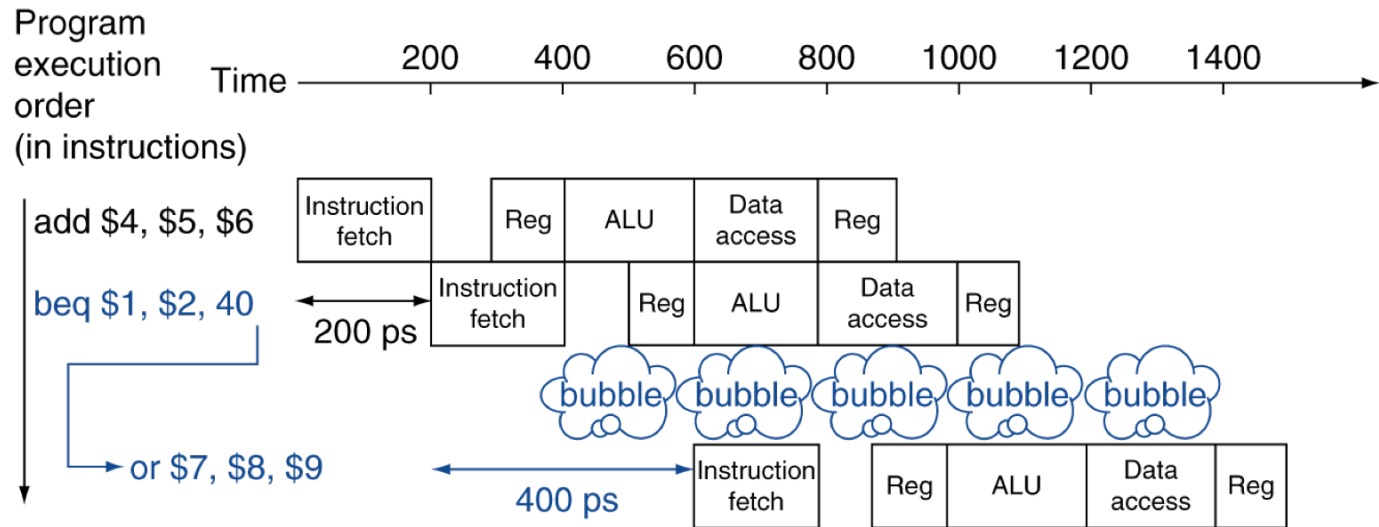 Program
execution
order
(in instructions)
Time
200 400 600 800 1000 1200 1400
add $4, $5, $6
Instruction
fetch
Reg
ALU
Data
access
Reg
beq $1, $2, 40
200 ps
Instruction
fetch
Reg
ALU
Data
access
Reg
bubble bubble bubble bubble bubble
or $7, $8, $9
400 ps
Instruction
fetch
Reg
ALU
Data
access
Reg